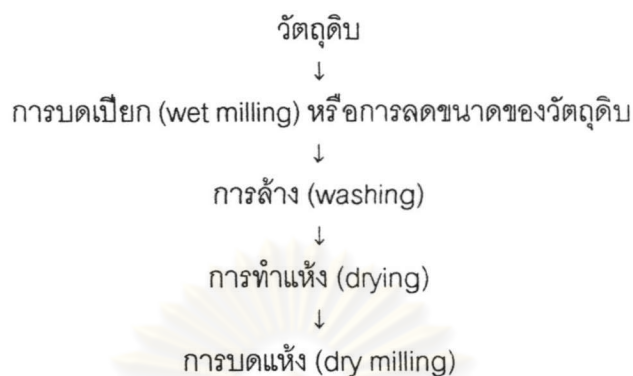 วัตถุดิบ
↓
การบดเปียก (wet milling) หรือการลดขนาดของวัตถุดิบ
↓
การล้าง (washing)
↓
การทำแห้ง (drying)
↓
การบดแห้ง (dry milling)